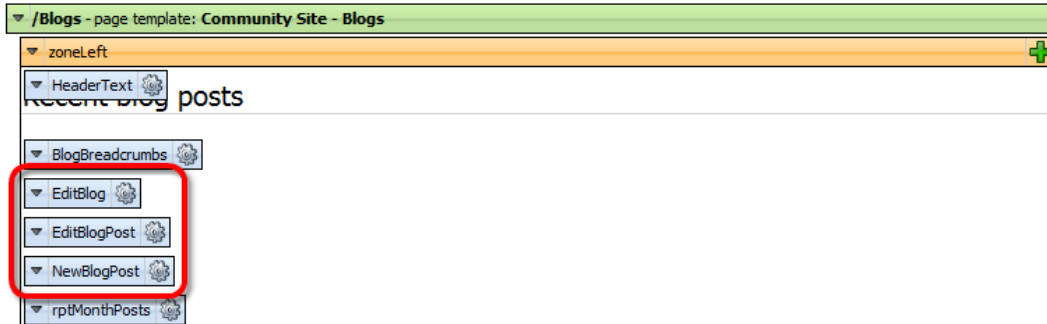 /Blogs - page template: Community Site - Blogs
zoneLeft
HeaderText
Recent blog posts
BlogBreadcrumbs
EditBlog
EditBlogPost
NewBlogPost
rptMonthPosts